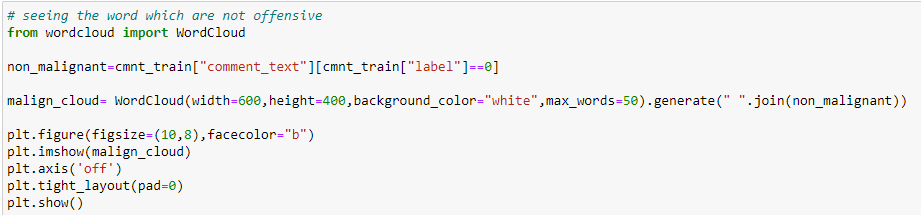 # seeing the word which are not offensive
from wordcloud import WordCloud
non_malignant=cmnt_train["comment_text"][cmnt_train["label"]==0]
malign_cloud= WordCloud(width=600,height=400,background_color="white",max_words=50).generate(" ".join(non_malignant))
plt.figure(figsize=(10,8),facecolor="b")
plt.imshow(malign_cloud)
plt.axis('off')
plt.tight_layout(pad=0)
plt.show()